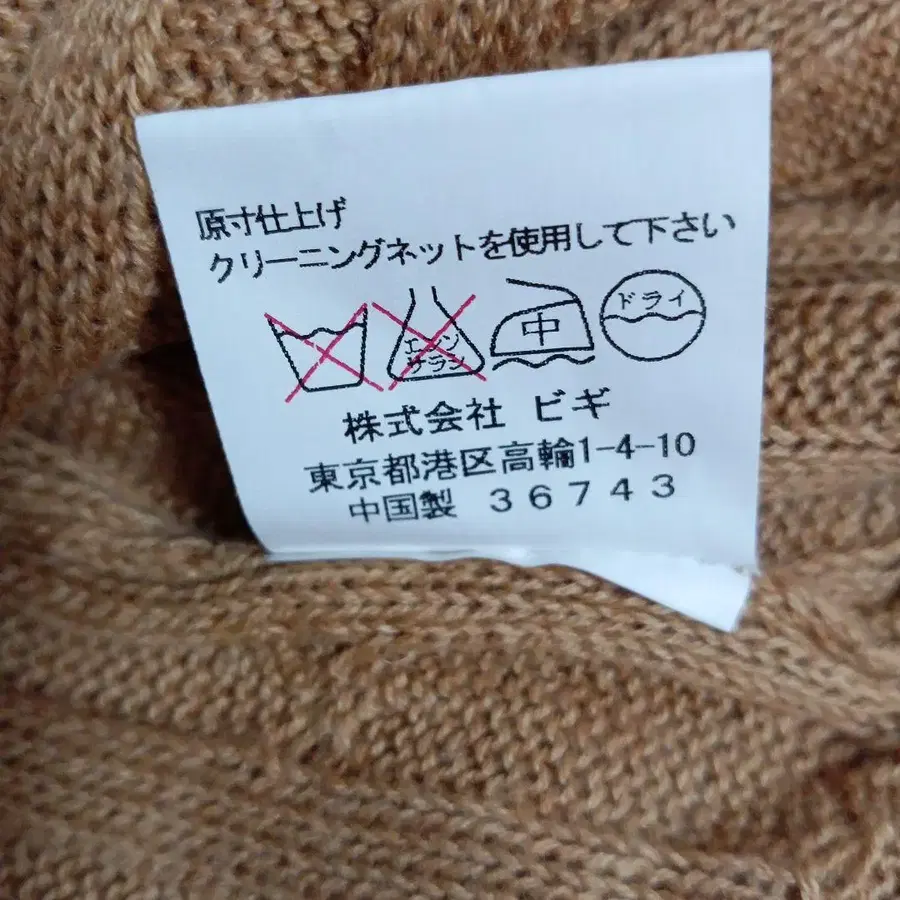 原寸仕上げ
クリーニングネットを使用して下さい
エンソ
サラシ
中
ドライ
株式会社 ビギ
東京都港区高輪1-4-10
中国製 36743